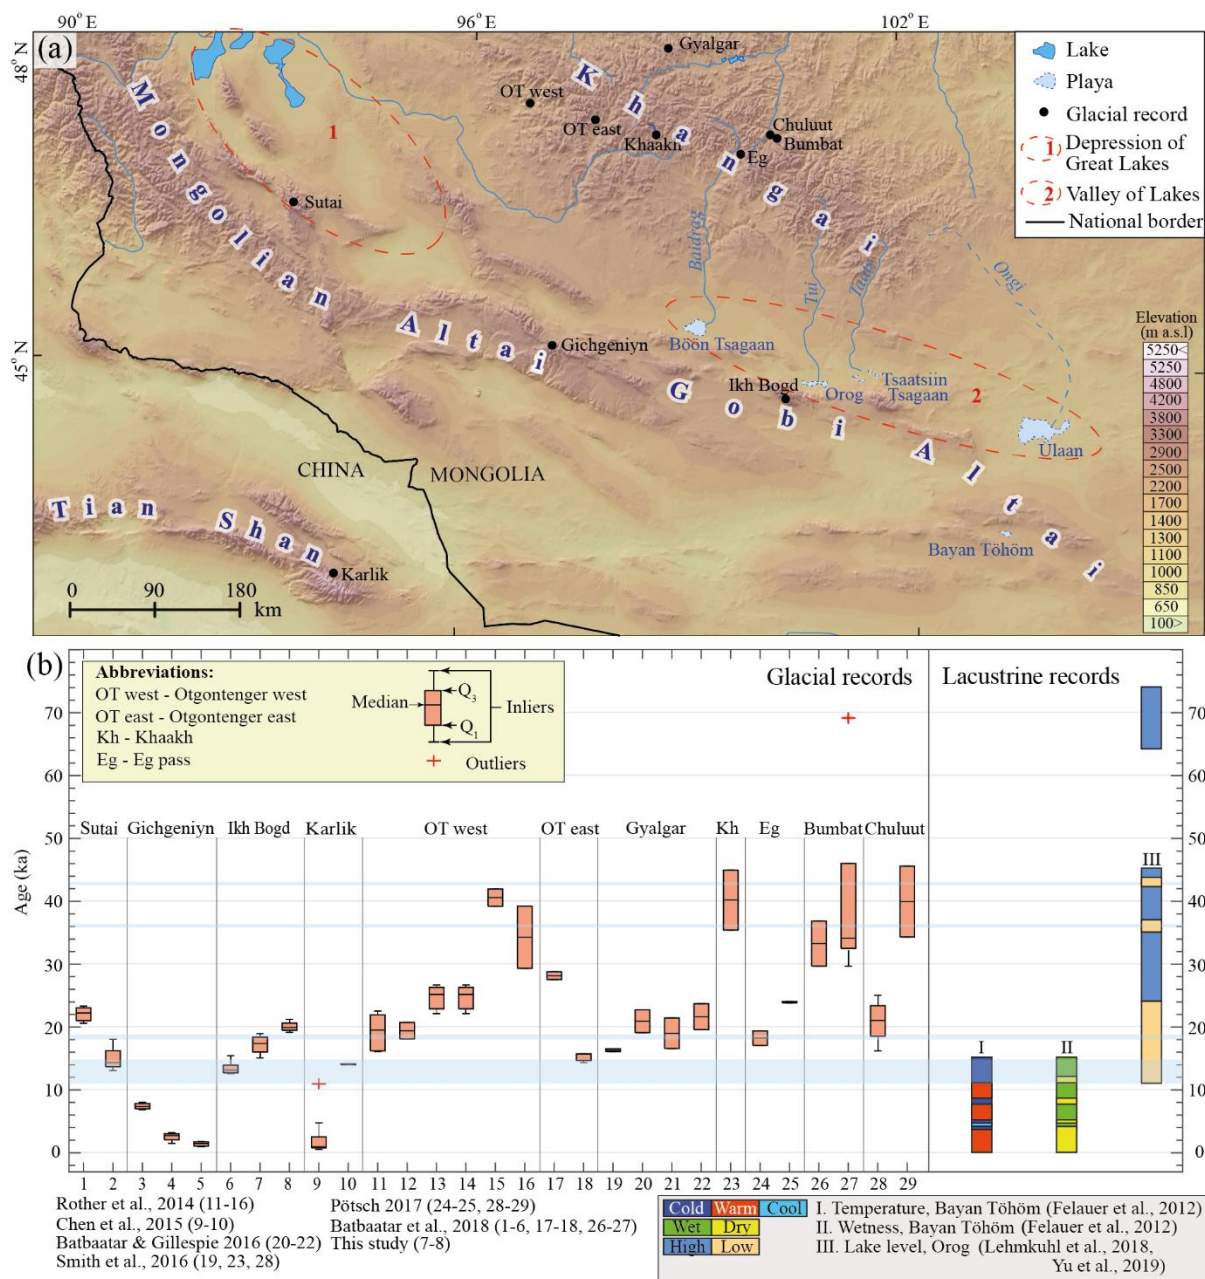 90° E
96° E
102° E
(a)
48° N
45° N
Gyalgar
OT west
OT east
Khaakh
Chuluut
Bumbat
Eg
Khangai
1
Sutai
Mongolian Altai
Baidrag
Tui
Taats
Ongi
Gichgeniyn
Böön Tsagaan
Ikh Bogd
Orog
Tsaatsiin
Tsagaan
2
Ulaan
Gobi Altai
CHINA
MONGOLIA
Tian Shan
Karlik
Bayan Töhöm
0 90 180
km
Lake
Playa
Glacial record
1 Depression of
Great Lakes
2 Valley of Lakes
National border
Elevation
(m a.s.l)
5250<
5250
4800
4200
3800
3300
2900
2500
2200
1700
1400
1300
1100
1000
850
650
100>
(b)
Abbreviations:
OT west - Otgontenger west
OT east - Otgontenger east
Kh - Khaakh
Eg - Eg pass
Median
Q3
Q1
Inliers
Outliers
Glacial records
Lacustrine records
Age (ka)
70
60
50
40
30
20
10
0
70
60
50
40
30
20
10
0
Sutai Gichgeniyn Ikh Bogd Karlik OT west OT east Gyalgar Kh Eg Bumbat Chuluut
I II III
1 2 3 4 5 6 7 8 9 10 11 12 13 14 15 16 17 18 19 20 21 22 23 24 25 26 27 28 29
Rother et al., 2014 (11-16)
Chen et al., 2015 (9-10)
Batbaatar & Gillespie 2016 (20-22)
Smith et al., 2016 (19, 23, 28)
Pötsch 2017 (24-25, 28-29)
Batbaatar et al., 2018 (1-6, 17-18, 26-27)
This study (7-8)
Cold Warm Cool
Wet Dry
High Low
I. Temperature, Bayan Töhöm (Felauer et al., 2012)
II. Wetness, Bayan Töhöm (Felauer et al., 2012)
III. Lake level, Orog (Lehmkuhl et al., 2018,
Yu et al., 2019)